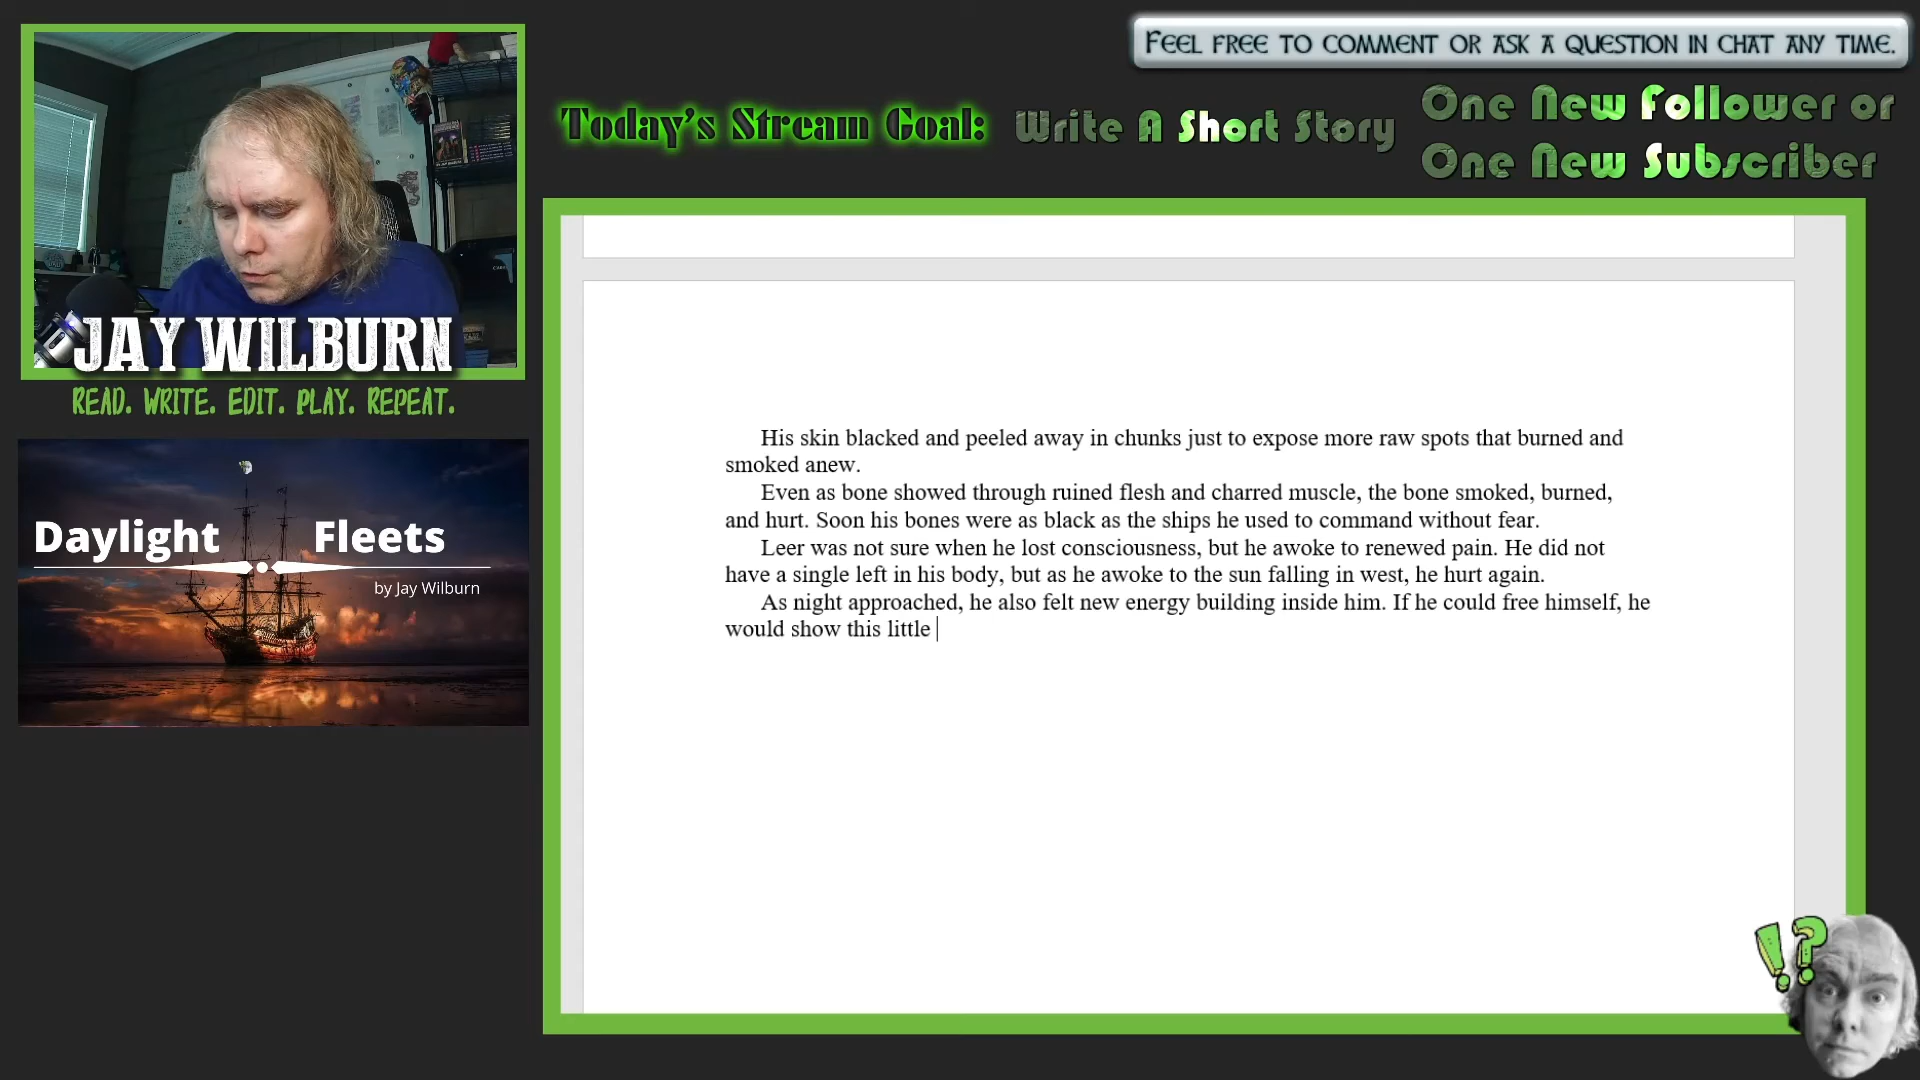 FEEL FREE TO COMMENT OR ASK A QUESTION IN CHAT ANY TIME.
Today's Stream Goal:
Write A Short Story
One New Follower or
One New Subscriber
JAY WILBURN
READ. WRITE. EDIT. PLAY. REPEAT.
Daylight Fleets
by Jay Wilburn
His skin blacked and peeled away in chunks just to expose more raw spots that burned and
smoked anew.
Even as bone showed through ruined flesh and charred muscle, the bone smoked, burned,
and hurt. Soon his bones were as black as the ships he used to command without fear.
Leer was not sure when he lost consciousness, but he awoke to renewed pain. He did not
have a single left in his body, but as he awoke to the sun falling in west, he hurt again.
As night approached, he also felt new energy building inside him. If he could free himself, he
would show this little
!?